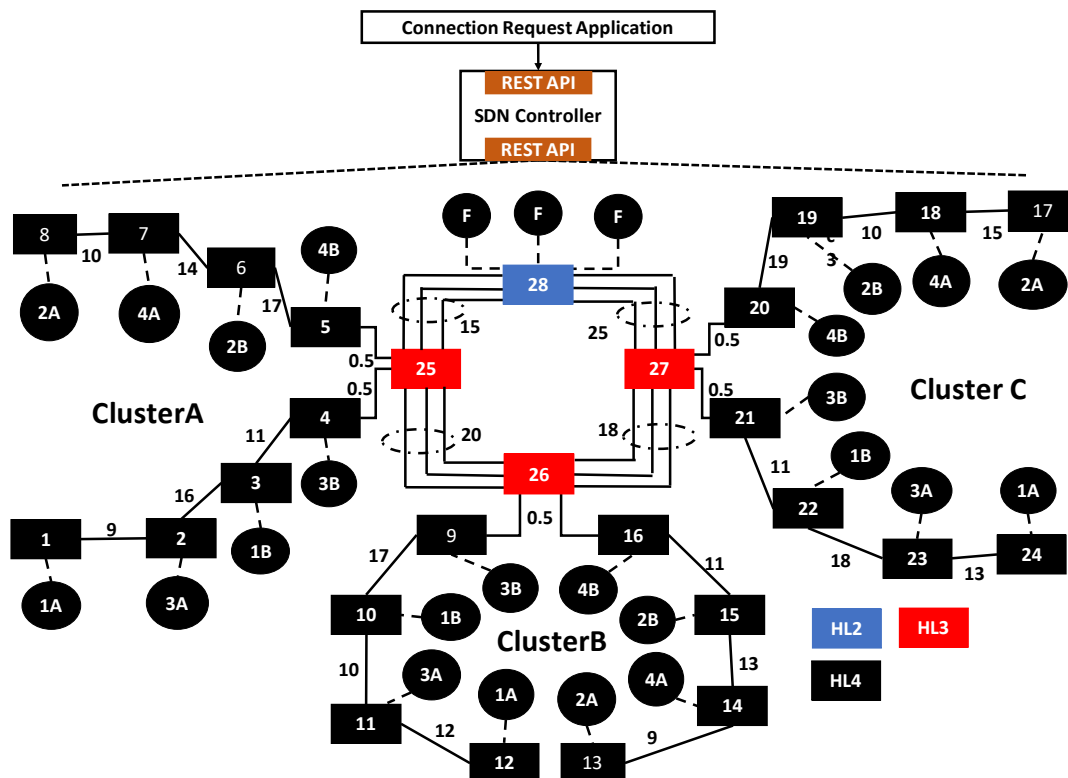 Connection Request Application
REST API
SDN Controller
REST API
F
F
F
8
7
6
5
10
14
17
4B
2A
4A
2B
28
15
25
19
18
17
10
15
19
3
20
2B
4A
2A
4B
0.5
0.5
25
0.5
0.5
27
ClusterA
Cluster C
4
11
3
16
2
9
1
3B
1B
3A
1A
20
18
26
0.5
21
3B
11
22
1B
18
23
3A
13
24
1A
9
16
17
11
3B
4B
10
1B
2B
15
ClusterB
10
13
3A
1A
2A
4A
11
14
12
9
12
13
HL2
HL3
HL4